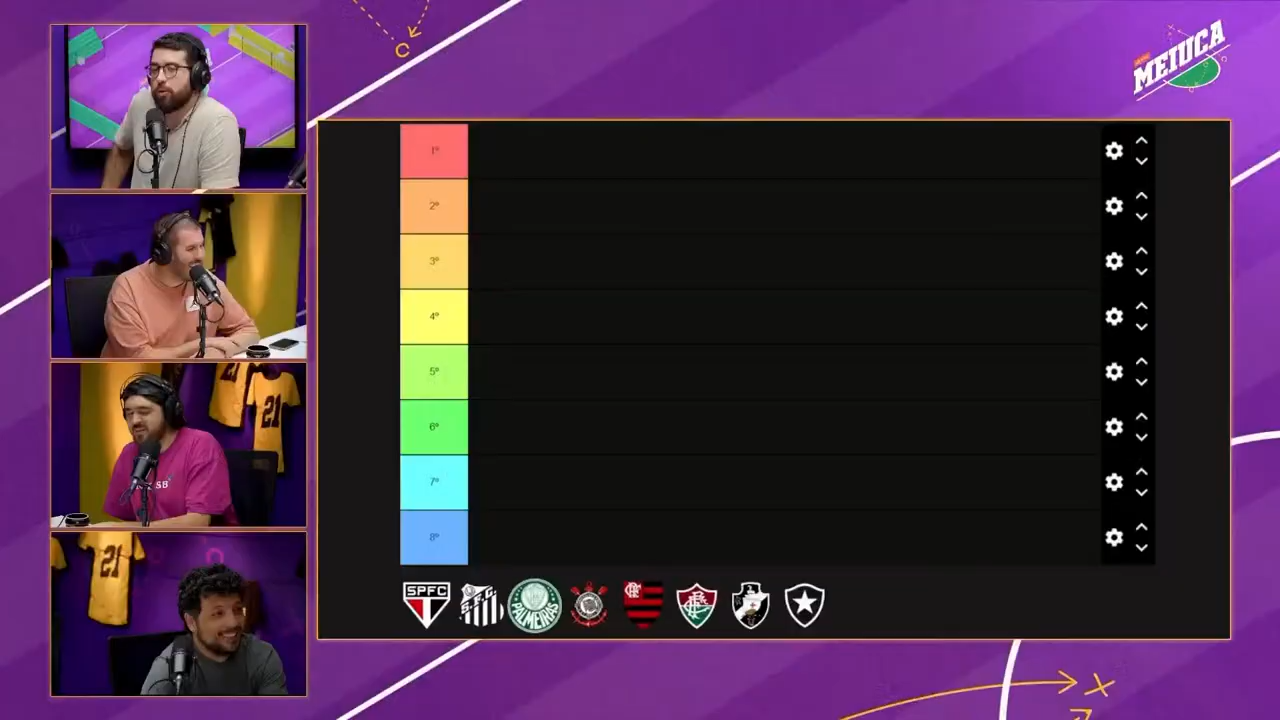 MEIUCA
1º
2º
3º
4º
5º
6º
7º
8º
SPFC
S.F.C
PALMEIRAS
21
21
SB
21